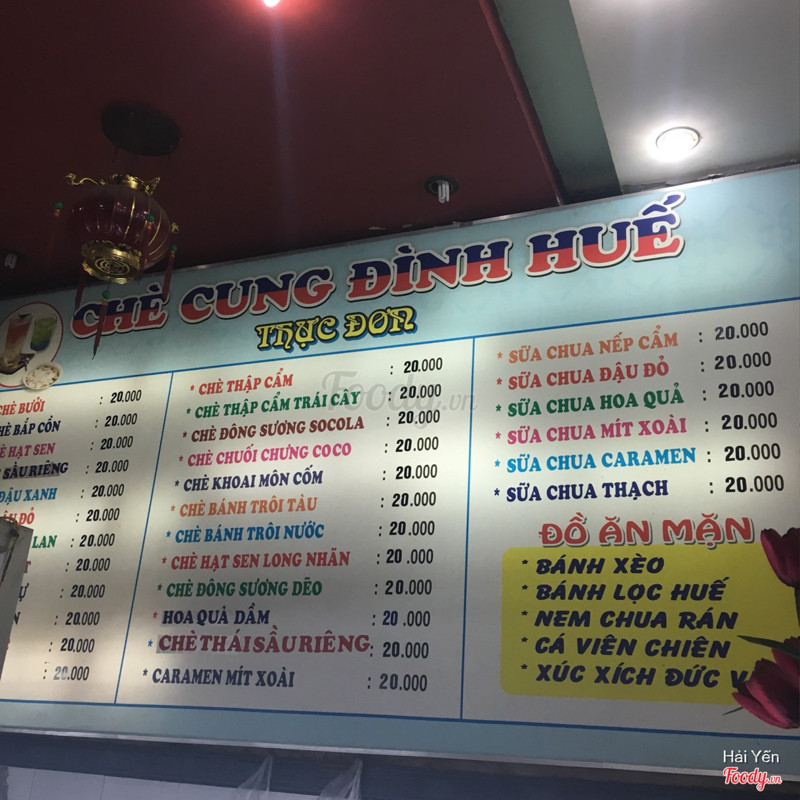 CHÈ CUNG ĐÌNH HUẾ
THỰC ĐƠN
CHÈ BƯỞI : 20.000
CHÈ BẮP CỒN : 20.000
HẠT SEN : 20.000
SẦU RIÊNG : 20.000
ĐẬU XANH : 20.000
ĐỎ : 20.000
LAN : 20.000
: 20.000
: 20.000
: 20.000
: 20.000
: 20.000
* CHÈ THẬP CẨM : 20.000
* CHÈ THẬP CẨM TRÁI CÂY : 20.000
* CHÈ ĐÔNG SƯƠNG SOCOLA : 20.000
* CHÈ CHUỐI CHƯNG COCO : 20.000
* CHÈ KHOAI MÔN CỐM : 20.000
* CHÈ BÁNH TRÔI TÀU : 20.000
* CHÈ BÁNH TRÔI NƯỚC : 20.000
* CHÈ HẠT SEN LONG NHÃN : 20.000
* CHÈ ĐÔNG SƯƠNG DẼO : 20.000
* HOA QUẢ DẦM : 20.000
* CHÈ THÁI SẦU RIÊNG : 20.000
* CARAMEN MÍT XOÀI : 20.000
* SỮA CHUA NẾP CẨM : 20.000
* SỮA CHUA ĐẬU ĐỎ : 20.000
* SỮA CHUA HOA QUẢ : 20.000
* SỮA CHUA MÍT XOÀI : 20.000
* SỮA CHUA CARAMEN : 20.000
* SỮA CHUA THẠCH : 20.000
ĐỒ ĂN MẶN
* BÁNH XÈO
* BÁNH LỌC HUẾ
* NEM CHUA RÁN
* CÁ VIÊN CHIÊN
* XÚC XÍCH ĐỨC V
Foody.vn
Hải Yến
Foody.vn